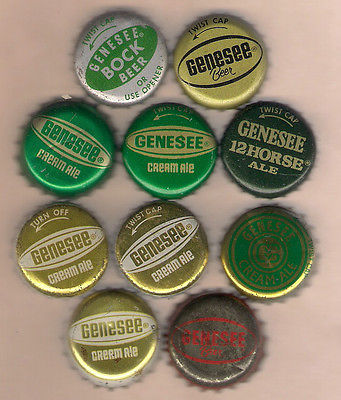 TWIST CAP
GENESEE®
BOCK
BEER
OR
USE OPENER
TWIST CAP
Genesee
Beer
Genesee®
CREAM Ale
TWIST CAP
GENESEE
CREAM Ale
TWIST CAP
GENESEE
12 HORSE®
ALE
TURN OFF
Genesee®
CREAM Ale
TWIST CAP
Genesee®
CREAM Ale
GENESEE
CREAM-ALE
Genesee®
CREAM Ale
GENESEE